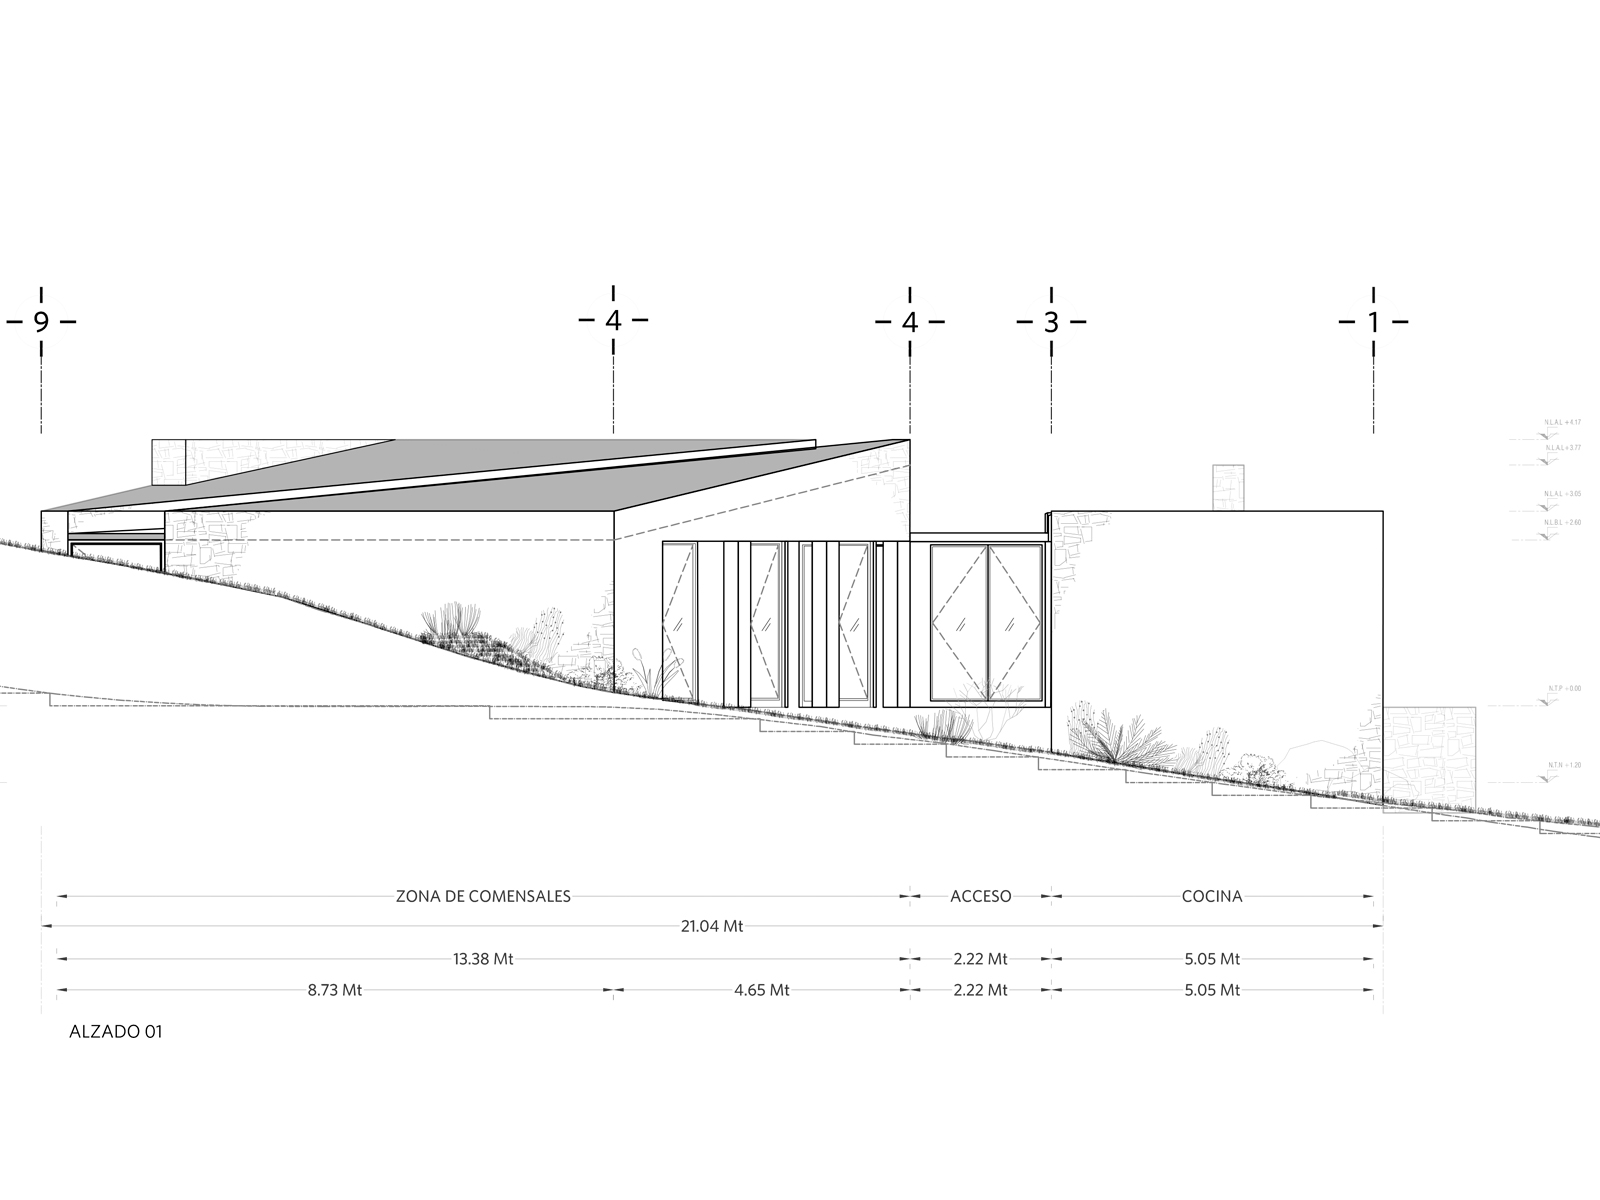 9 4 4 3 1
N.L.A.L +4.17
N.L.A.L +3.77
N.L.A.L +3.05
N.L.B.L +2.60
N.T.P +0.00
N.T.N -1.20
ZONA DE COMENSALES ACCESO COCINA
21.04 Mt
13.38 Mt 2.22 Mt 5.05 Mt
8.73 Mt 4.65 Mt 2.22 Mt 5.05 Mt
ALZADO 01